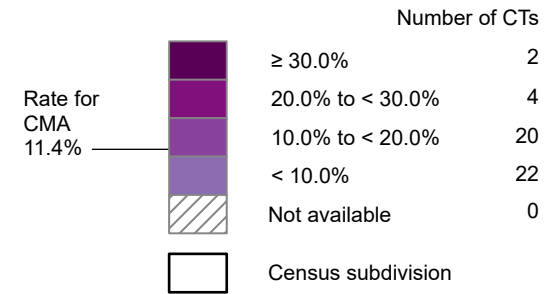 Number of CTs
≥ 30.0% 2
20.0% to < 30.0% 4
Rate for
CMA
11.4%
10.0% to < 20.0% 20
< 10.0% 22
Not available 0
Census subdivision